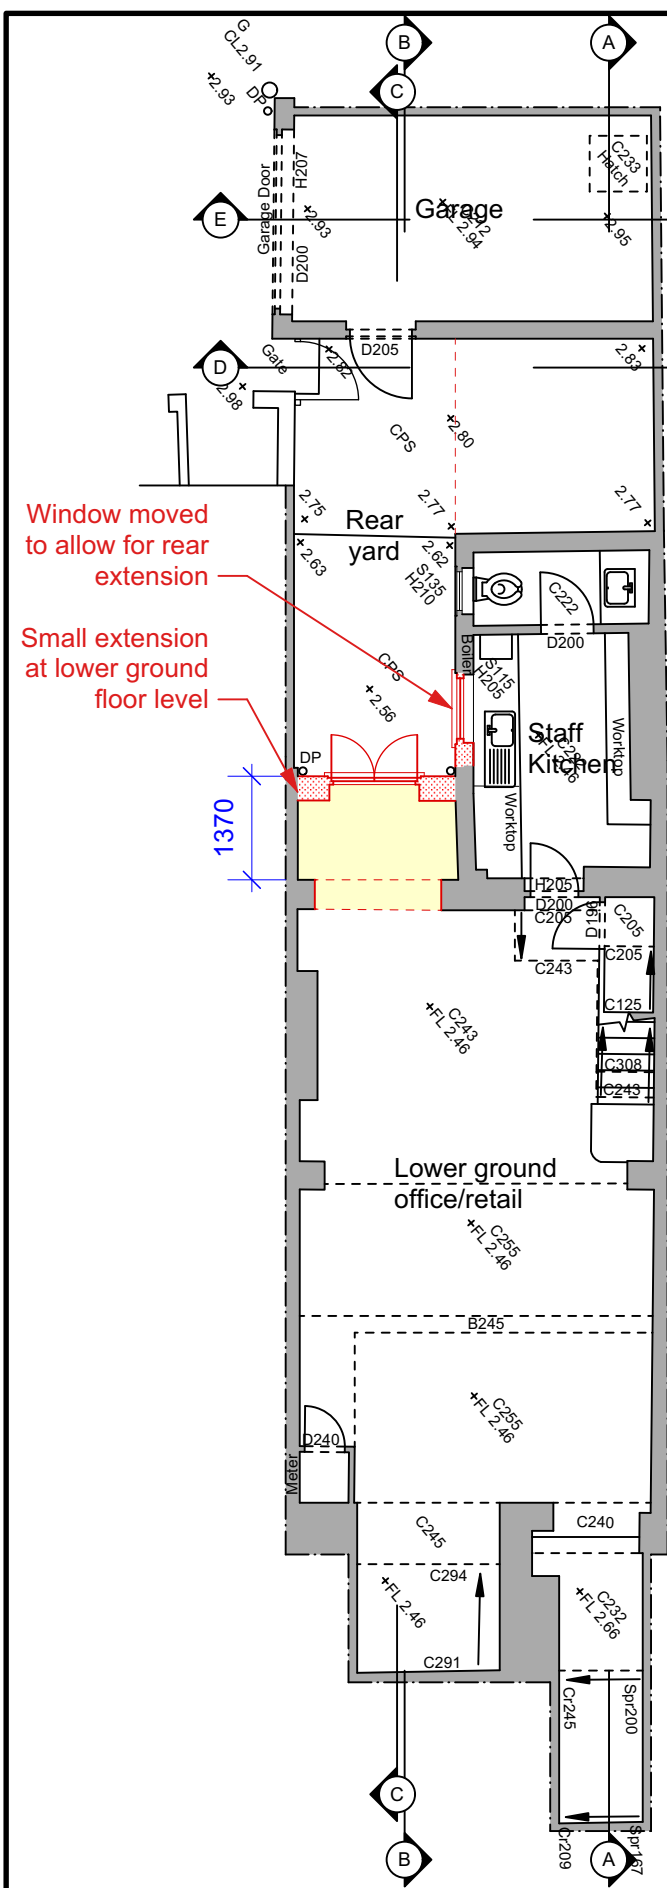 B
A
G
CL2.91
C
2.93
DP
C233
Hatch
Garage Door
H207
D200
E
2.93
Garage
2.94
2.95
D205
Gate
2.82
2.83
D
2.98
2.80
CPS
2.75
2.77
2.77
Rear
yard
2.63
2.62
S135
H210
Window moved
to allow for rear
extension
C222
D200
Boiler
S115
H205
Small extension
at lower ground
floor level
CPS
2.56
Staff
Kitchen
Worktop
DP
1370
Worktop
H205
D200
C205
D199
C205
C205
C243
C125
C243
FL 2.46
C308
C243
Lower ground
office/retail
C255
FL 2.46
B245
C255
FL 2.46
D240
Meter
C245
C240
C294
FL 2.46
C232
FL 2.66
C291
Cr245
Spr200
C
Cr209
Spr167
B
A